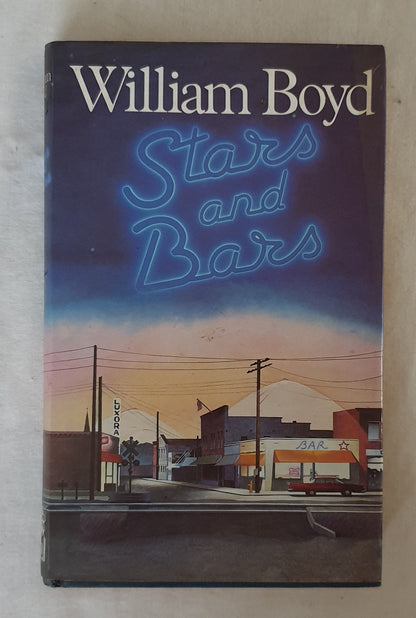 William Boyd
Stars
and
Bars
LUXORA
BAR